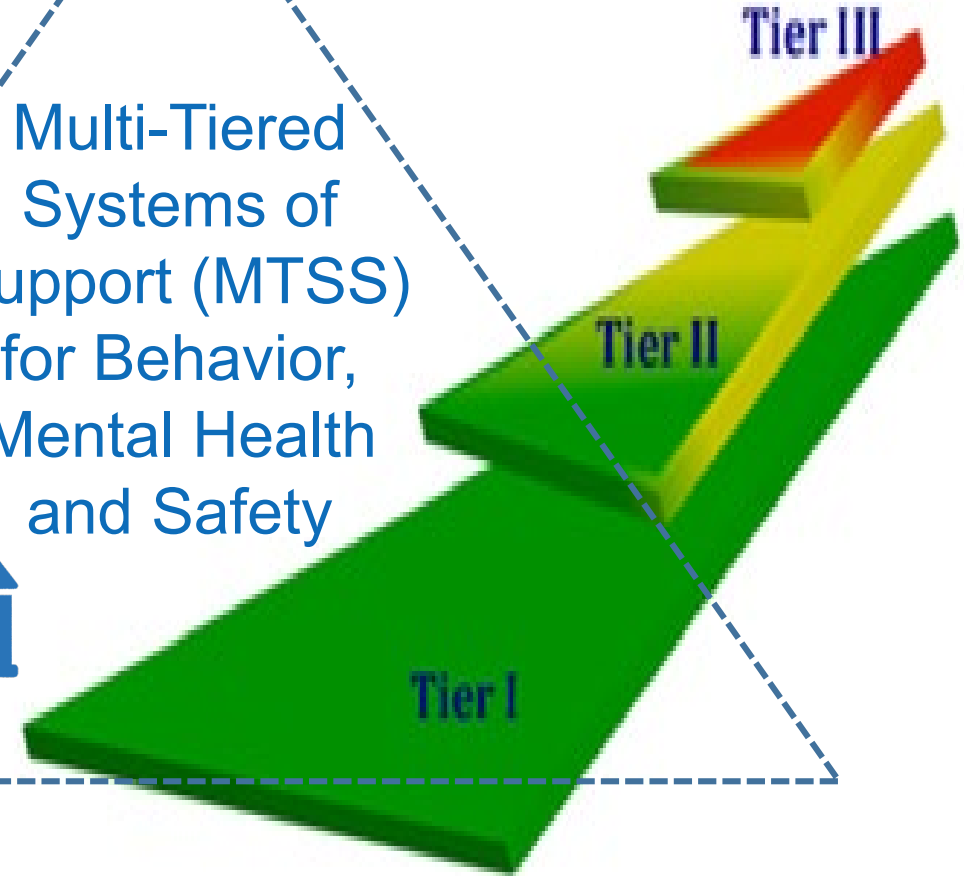 Tier III
Multi-Tiered
Systems of
upport (MTSS)
for Behavior,
Mental Health
and Safety
Tier II
Tier I